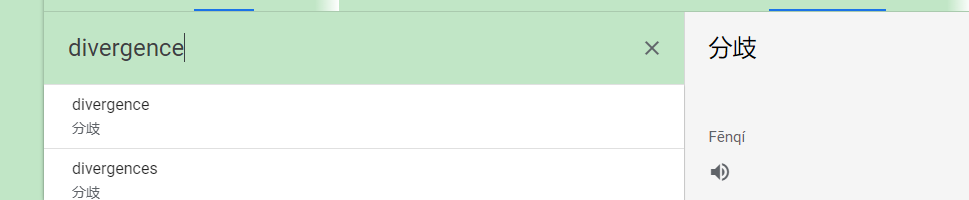 divergence
分歧
divergence
分歧
Fēnqí
divergences
分歧